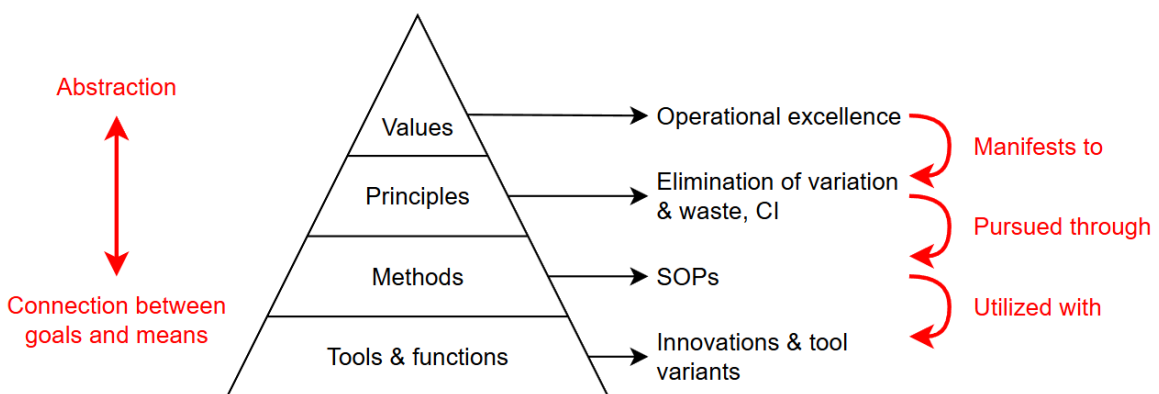 Abstraction
Values
Operational excellence
Manifests to
Principles
Elimination of variation
& waste, CI
Pursued through
Methods
SOPs
Connection between
goals and means
Utilized with
Tools & functions
Innovations & tool
variants